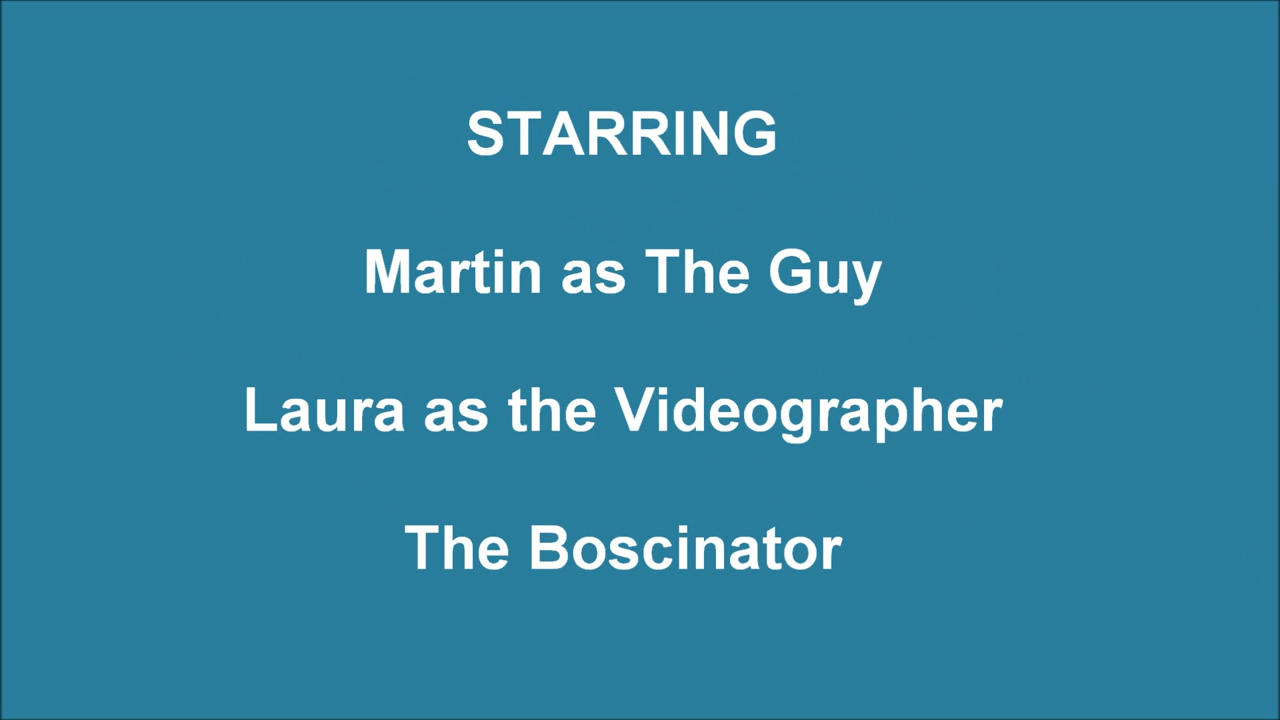 STARRING
Martin as The Guy
Laura as the Videographer
The Boscinator